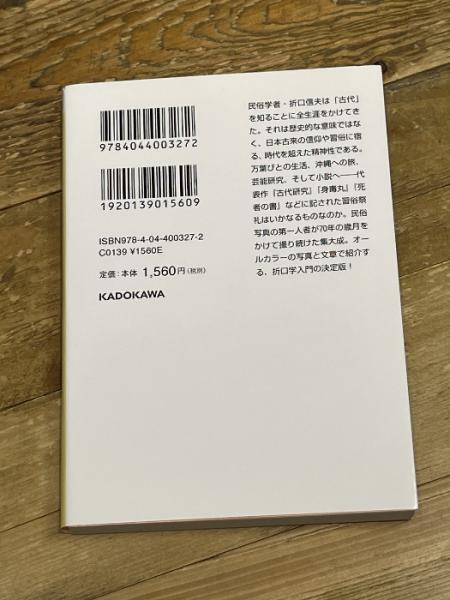 9784044003272
1920139015609
ISBN978-4-04-400327-2
C0139 ¥1560E
定価：本体 1,560円(税別)
KADOKAWA
民俗学者・折口信夫は「古代」
を知ることに全生涯をかけてき
た。それは歴史的な意味ではな
く、日本古来の信仰や習俗に宿
る、時代を超えた精神性である。
万葉びとの生活、沖縄への旅、
芸能研究、そして小説へ――代
表作『古代研究』『身毒丸』『死
者の書』などに記された習俗祭
礼はいかなるものなのか。民俗
写真の第一人者が70年の歳月を
かけて撮り続けた集大成。オー
ルカラーの写真と文章で紹介す
る、折口学入門の決定版！